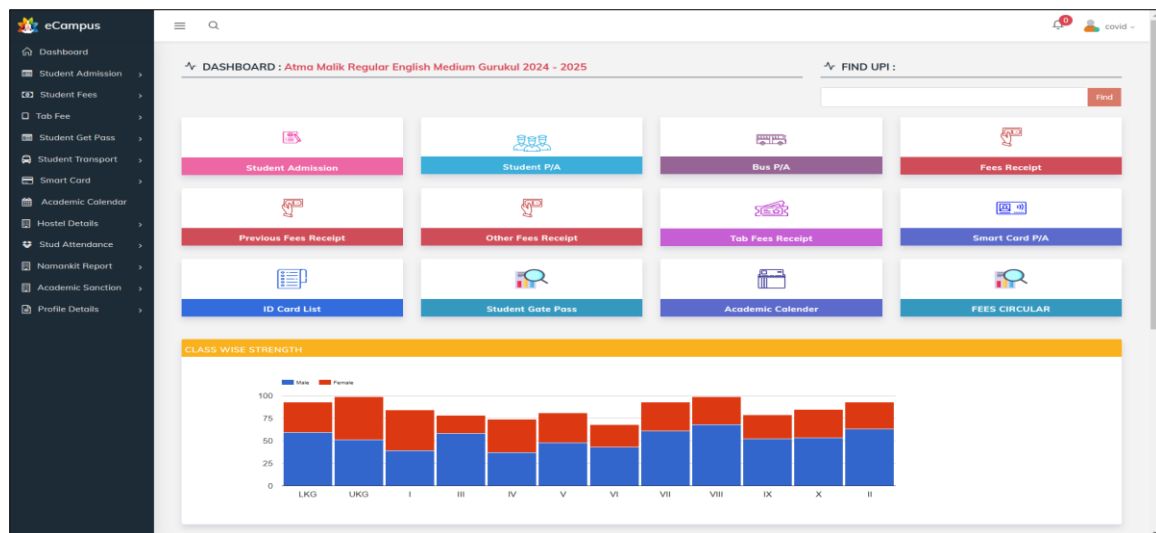 eCampus
Dashboard
Student Admission
Student Fees
Tab Fee
Student Get Pass
Student Transport
Smart Card
Academic Calendar
Hostel Details
Stud Attendance
Namankit Report
Academic Sanction
Profile Details
0
covid
DASHBOARD : Atma Malik Regular English Medium Gurukul 2024 - 2025
FIND UPI :
Find
Student Admission
Student P/A
Bus P/A
Fees Receipt
Previous Fees Receipt
Other Fees Receipt
Tab Fees Receipt
Smart Card P/A
ID Card List
Student Gate Pass
Academic Calender
FEES CIRCULAR
CLASS WISE STRENGTH
Male Female
100
75
50
25
0
LKG UKG I III IV V VI VII VIII IX X II